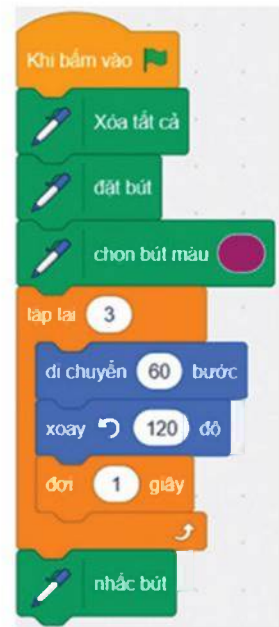 Khi bấm vào
Xóa tất cả
đặt bút
chọn bút màu
lặp lại 3
di chuyển 60 bước
xoay 120 độ
đợi 1 giây
nhấc bút